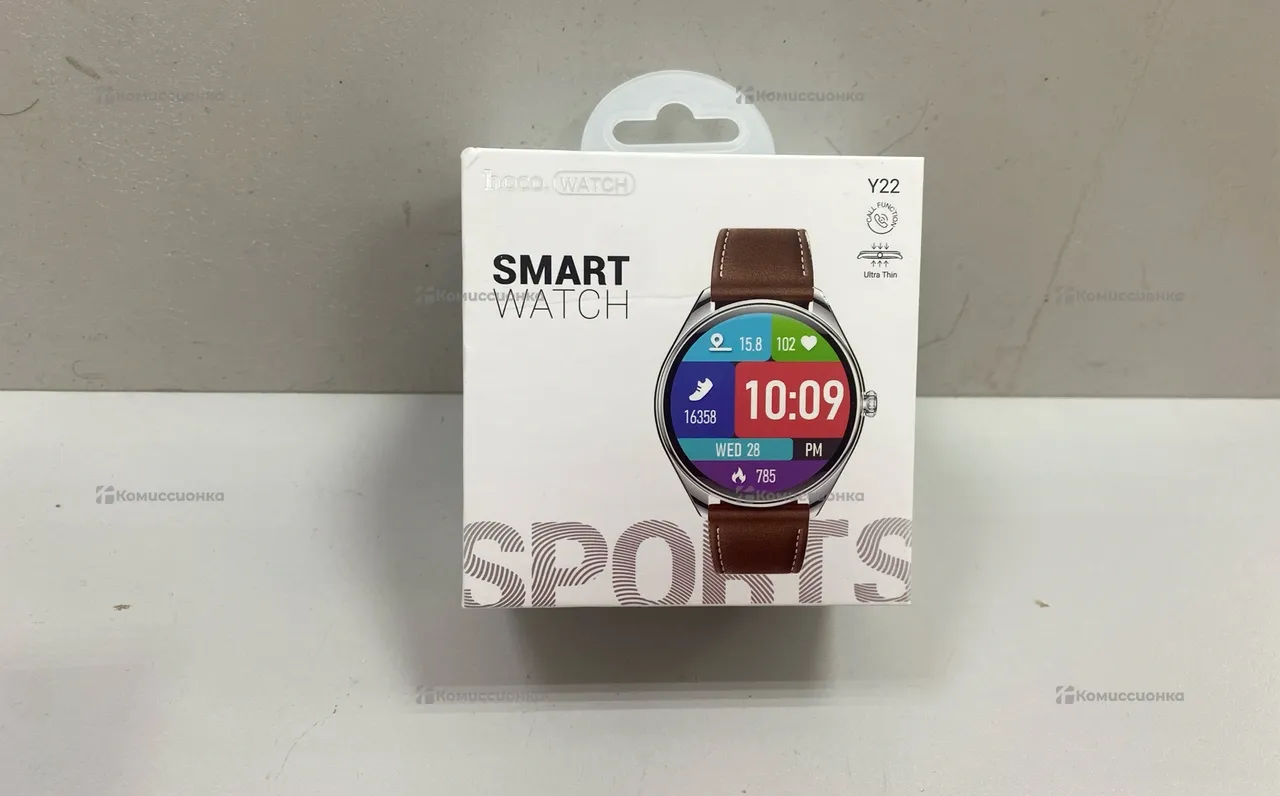 Комиссионка
Комиссионка
hoco. WATCH
Y22
CALL FUNCTION
Ultra Thin
SMART
WATCH
Комиссионка
Комиссионка
15.8
102
16358
10:09
WED 28
PM
785
Комиссионка
Комиссионка
SPORTS
Комиссионка
Комиссионка